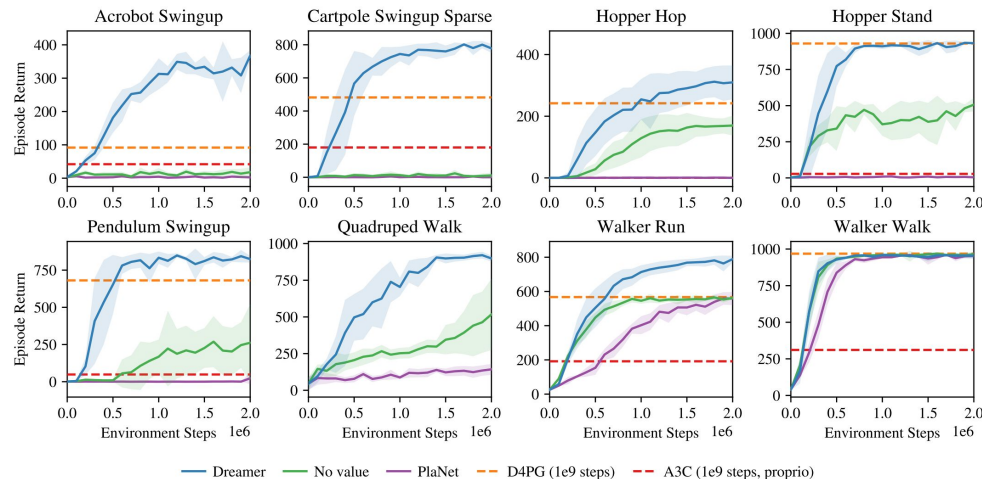 Acrobot Swingup
Cartpole Swingup Sparse
Hopper Hop
Hopper Stand
Episode Return
400
300
200
100
0
0.0 0.5 1.0 1.5 2.0
800
600
400
200
0
0.0 0.5 1.0 1.5 2.0
400
300
200
100
0
0.0 0.5 1.0 1.5 2.0
1000
750
500
250
0
0.0 0.5 1.0 1.5 2.0
Pendulum Swingup
Quadruped Walk
Walker Run
Walker Walk
Episode Return
750
500
250
0
0.0 0.5 1.0 1.5 2.0
Environment Steps 1e6
1000
750
500
250
0
0.0 0.5 1.0 1.5 2.0
Environment Steps 1e6
800
600
400
200
0
0.0 0.5 1.0 1.5 2.0
Environment Steps 1e6
1000
750
500
250
0
0.0 0.5 1.0 1.5 2.0
Environment Steps 1e6
Dreamer No value PlaNet D4PG (1e9 steps) A3C (1e9 steps, proprio)